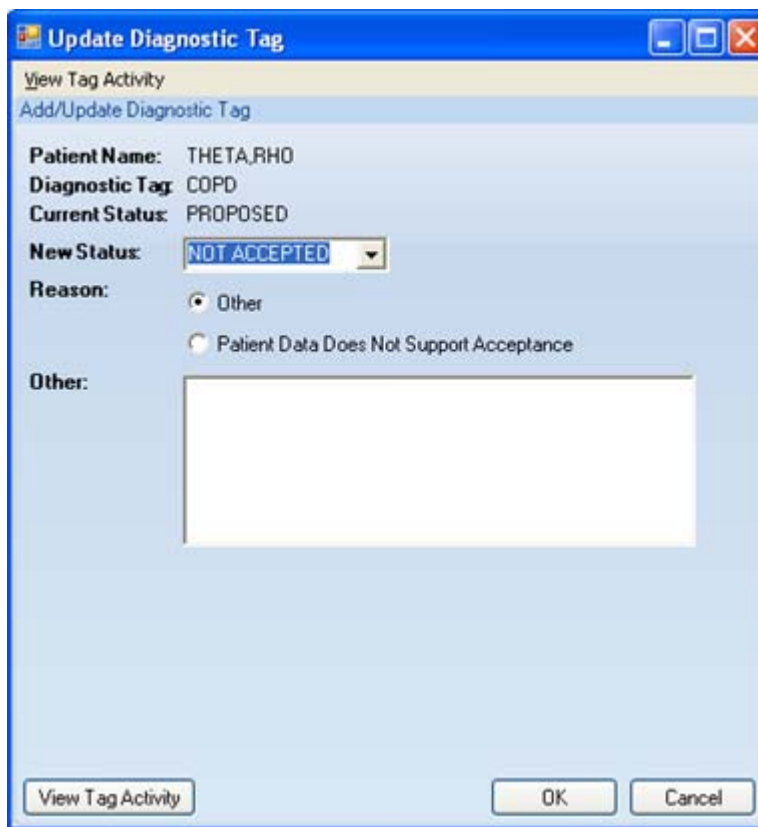 Update Diagnostic Tag
View Tag Activity
Add/Update Diagnostic Tag
Patient Name: THETA,RHO
Diagnostic Tag: COPD
Current Status: PROPOSED
New Status: NOT ACCEPTED
Reason: Other
Patient Data Does Not Support Acceptance
Other:
View Tag Activity OK Cancel